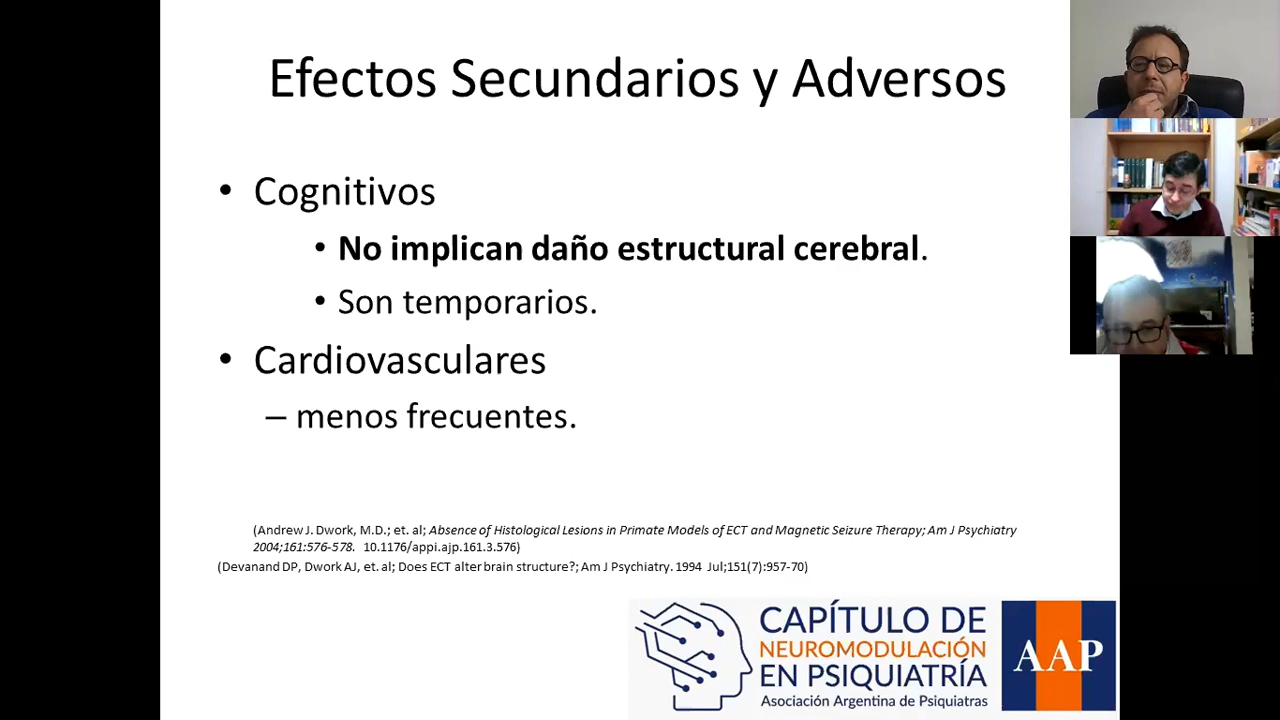 Efectos Secundarios y Adversos
• Cognitivos
• No implican daño estructural cerebral.
• Son temporarios.
• Cardiovasculares
– menos frecuentes.
(Andrew J. Dwork, M.D.; et. al; Absence of Histological Lesions in Primate Models of ECT and Magnetic Seizure Therapy; Am J Psychiatry
2004;161:576-578. 10.1176/appi.ajp.161.3.576)
(Devanand DP, Dwork AJ, et. al; Does ECT alter brain structure?; Am J Psychiatry. 1994 Jul;151(7):957-70)
CAPÍTULO DE
NEUROMODULACIÓN
EN PSIQUIATRÍA
Asociación Argentina de Psiquiatras
AAP